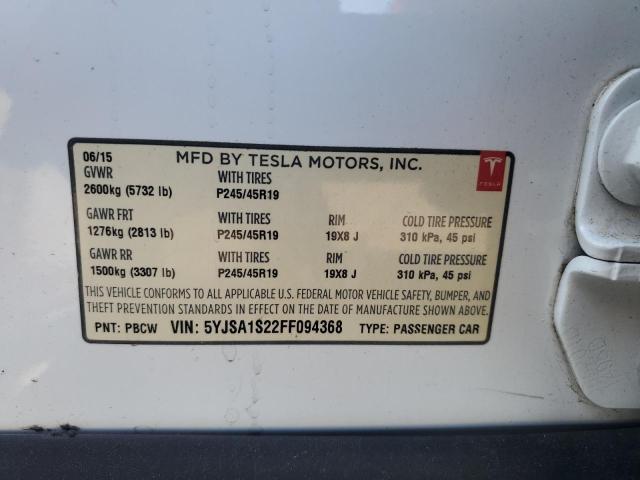 06/15 MFD BY TESLA MOTORS, INC.
GVWR WITH TIRES
2600kg (5732 lb) P245/45R19
GAWR FRT WITH TIRES RIM COLD TIRE PRESSURE
1276kg (2813 lb) P245/45R19 19X8 J 310 kPa, 45 psi
GAWR RR WITH TIRES RIM COLD TIRE PRESSURE
1500kg (3307 lb) P245/45R19 19X8 J 310 kPa, 45 psi
THIS VEHICLE CONFORMS TO ALL APPLICABLE U.S. FEDERAL MOTOR VEHICLE SAFETY, BUMPER, AND
THEFT PREVENTION STANDARDS IN EFFECT ON THE DATE OF MANUFACTURE SHOWN ABOVE.
PNT: PBCW VIN: 5YJSA1S22FF094368 TYPE: PASSENGER CAR
TESLA